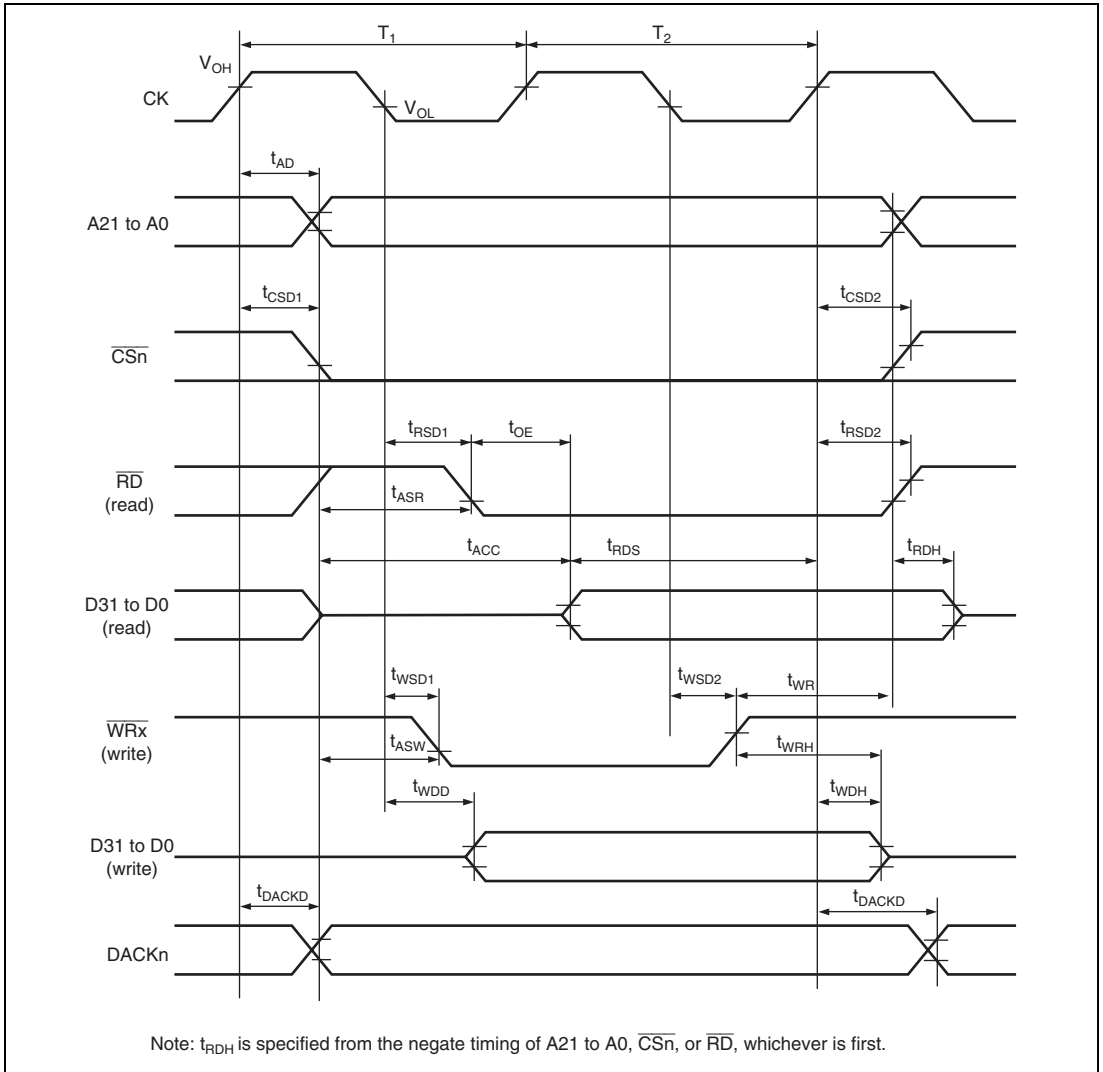 T1 T2
VOH
CK
VOL
tAD
A21 to A0
tCSD1 tCSD2
CSn
tRSD1 tOE tRSD2
RD
(read)
tASR
tACC tRDS tRDH
D31 to D0
(read)
tWSD1 tWSD2 tWR
WRx
(write)
tASW tWRH
tWDD tWDH
D31 to D0
(write)
tDACKD tDACKD
DACKn
Note: tRDH is specified from the negate timing of A21 to A0, CSn, or RD, whichever is first.